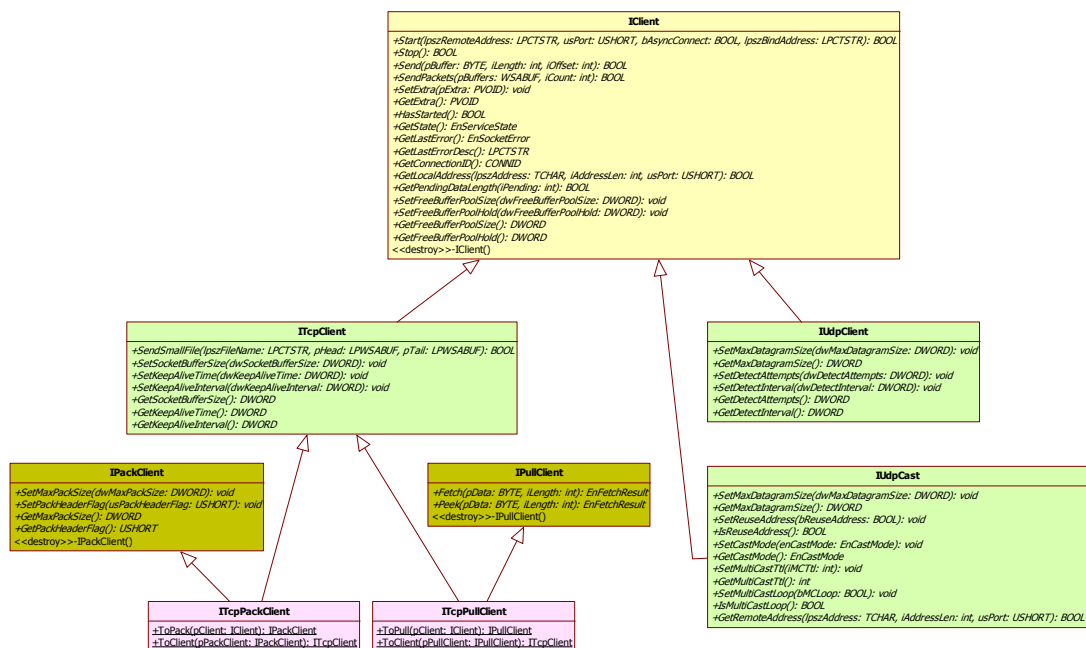 IClient
+Start(lpszRemoteAddress: LPCTSTR, usPort: USHORT, bAsyncConnect: BOOL, lpszBindAddress: LPCTSTR): BOOL
+Stop(): BOOL
+Send(pBuffer: BYTE, iLength: int, iOffset: int): BOOL
+SendPackets(pBuffers: WSABUF, iCount: int): BOOL
+SetExtra(pExtra: PVOID): void
+GetExtra(): PVOID
+HasStarted(): BOOL
+GetState(): EnServiceState
+GetLastError(): EnSocketError
+GetLastErrorDesc(): LPCTSTR
+GetConnectionID(): CONNID
+GetLocalAddress(lpszAddress: TCHAR, iAddressLen: int, usPort: USHORT): BOOL
+GetPendingDataLength(iPending: int): BOOL
+SetFreeBufferPoolSize(dwFreeBufferPoolSize: DWORD): void
+SetFreeBufferPoolHold(dwFreeBufferPoolHold: DWORD): void
+GetFreeBufferPoolSize(): DWORD
+GetFreeBufferPoolHold(): DWORD
<<destroy>>-IClient()
ITcpClient
+SendSmallFile(lpszFileName: LPCTSTR, pHead: LPWSABUF, pTail: LPWSABUF): BOOL
+SetSocketBufferSize(dwSocketBufferSize: DWORD): void
+SetKeepAliveTime(dwKeepAliveTime: DWORD): void
+SetKeepAliveInterval(dwKeepAliveInterval: DWORD): void
+GetSocketBufferSize(): DWORD
+GetKeepAliveTime(): DWORD
+GetKeepAliveInterval(): DWORD
IUdpClient
+SetMaxDatagramSize(dwMaxDatagramSize: DWORD): void
+GetMaxDatagramSize(): DWORD
+SetDetectAttempts(dwDetectAttempts: DWORD): void
+SetDetectInterval(dwDetectInterval: DWORD): void
+GetDetectAttempts(): DWORD
+GetDetectInterval(): DWORD
IPackClient
+SetMaxPackSize(dwMaxPackSize: DWORD): void
+SetPackHeaderFlag(usPackHeaderFlag: USHORT): void
+GetMaxPackSize(): DWORD
+GetPackHeaderFlag(): USHORT
<<destroy>>-IPackClient()
IPullClient
+Fetch(pData: BYTE, iLength: int): EnFetchResult
+Peek(pData: BYTE, iLength: int): EnFetchResult
<<destroy>>-IPullClient()
IUdpCast
+SetMaxDatagramSize(dwMaxDatagramSize: DWORD): void
+GetMaxDatagramSize(): DWORD
+SetReuseAddress(bReuseAddress: BOOL): void
+IsReuseAddress(): BOOL
+SetCastMode(enCastMode: EnCastMode): void
+GetCastMode(): EnCastMode
+SetMultiCastTtl(iMCTtl: int): void
+GetMultiCastTtl(): int
+SetMultiCastLoop(bMCLoop: BOOL): void
+IsMultiCastLoop(): BOOL
+GetRemoteAddress(lpszAddress: TCHAR, iAddressLen: int, usPort: USHORT): BOOL
ITcpPackClient
+ToPack(pClient: IClient): IPackClient
+ToClient(pPackClient: IPackClient): ITcpClient
ITcpPullClient
+ToPull(pClient: IClient): IPullClient
+ToClient(pPullClient: IPullClient): ITcpClient